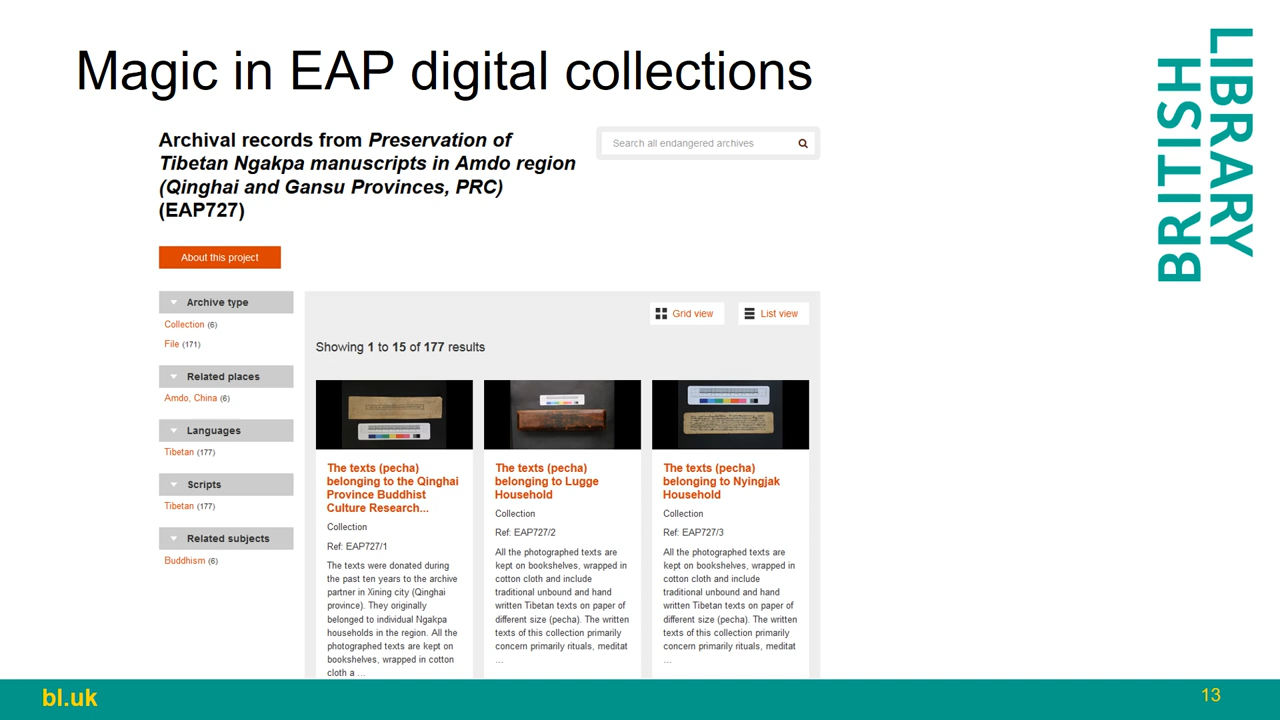 Magic in EAP digital collections
BRITISH
LIBRARY
Archival records from Preservation of
Tibetan Ngakpa manuscripts in Amdo region
(Qinghai and Gansu Provinces, PRC)
(EAP727)
Search all endangered archives
About this project
Archive type
Collection (6)
File (171)
Related places
Amdo, China (6)
Languages
Tibetan (177)
Scripts
Tibetan (177)
Related subjects
Buddhism (6)
Grid view
List view
Showing 1 to 15 of 177 results
The texts (pecha)
belonging to the Qinghai
Province Buddhist
Culture Research...
Collection
Ref: EAP727/1
The texts were donated during
the past ten years to the archive
partner in Xining city (Qinghai
province). They originally
belonged to individual Ngakpa
households in the region. All the
photographed texts are kept on
bookshelves, wrapped in cotton
cloth a ...
The texts (pecha)
belonging to Lugge
Household
Collection
Ref: EAP727/2
All the photographed texts are
kept on bookshelves, wrapped in
cotton cloth and include
traditional unbound and hand
written Tibetan texts on paper of
different size (pecha). The written
texts of this collection primarily
concern primarily rituals, meditat
...
The texts (pecha)
belonging to Nyingjak
Household
Collection
Ref: EAP727/3
All the photographed texts are
kept on bookshelves, wrapped in
cotton cloth and include
traditional unbound and hand
written Tibetan texts on paper of
different size (pecha). The written
texts of this collection primarily
concern primarily rituals, meditat
...
bl.uk
13